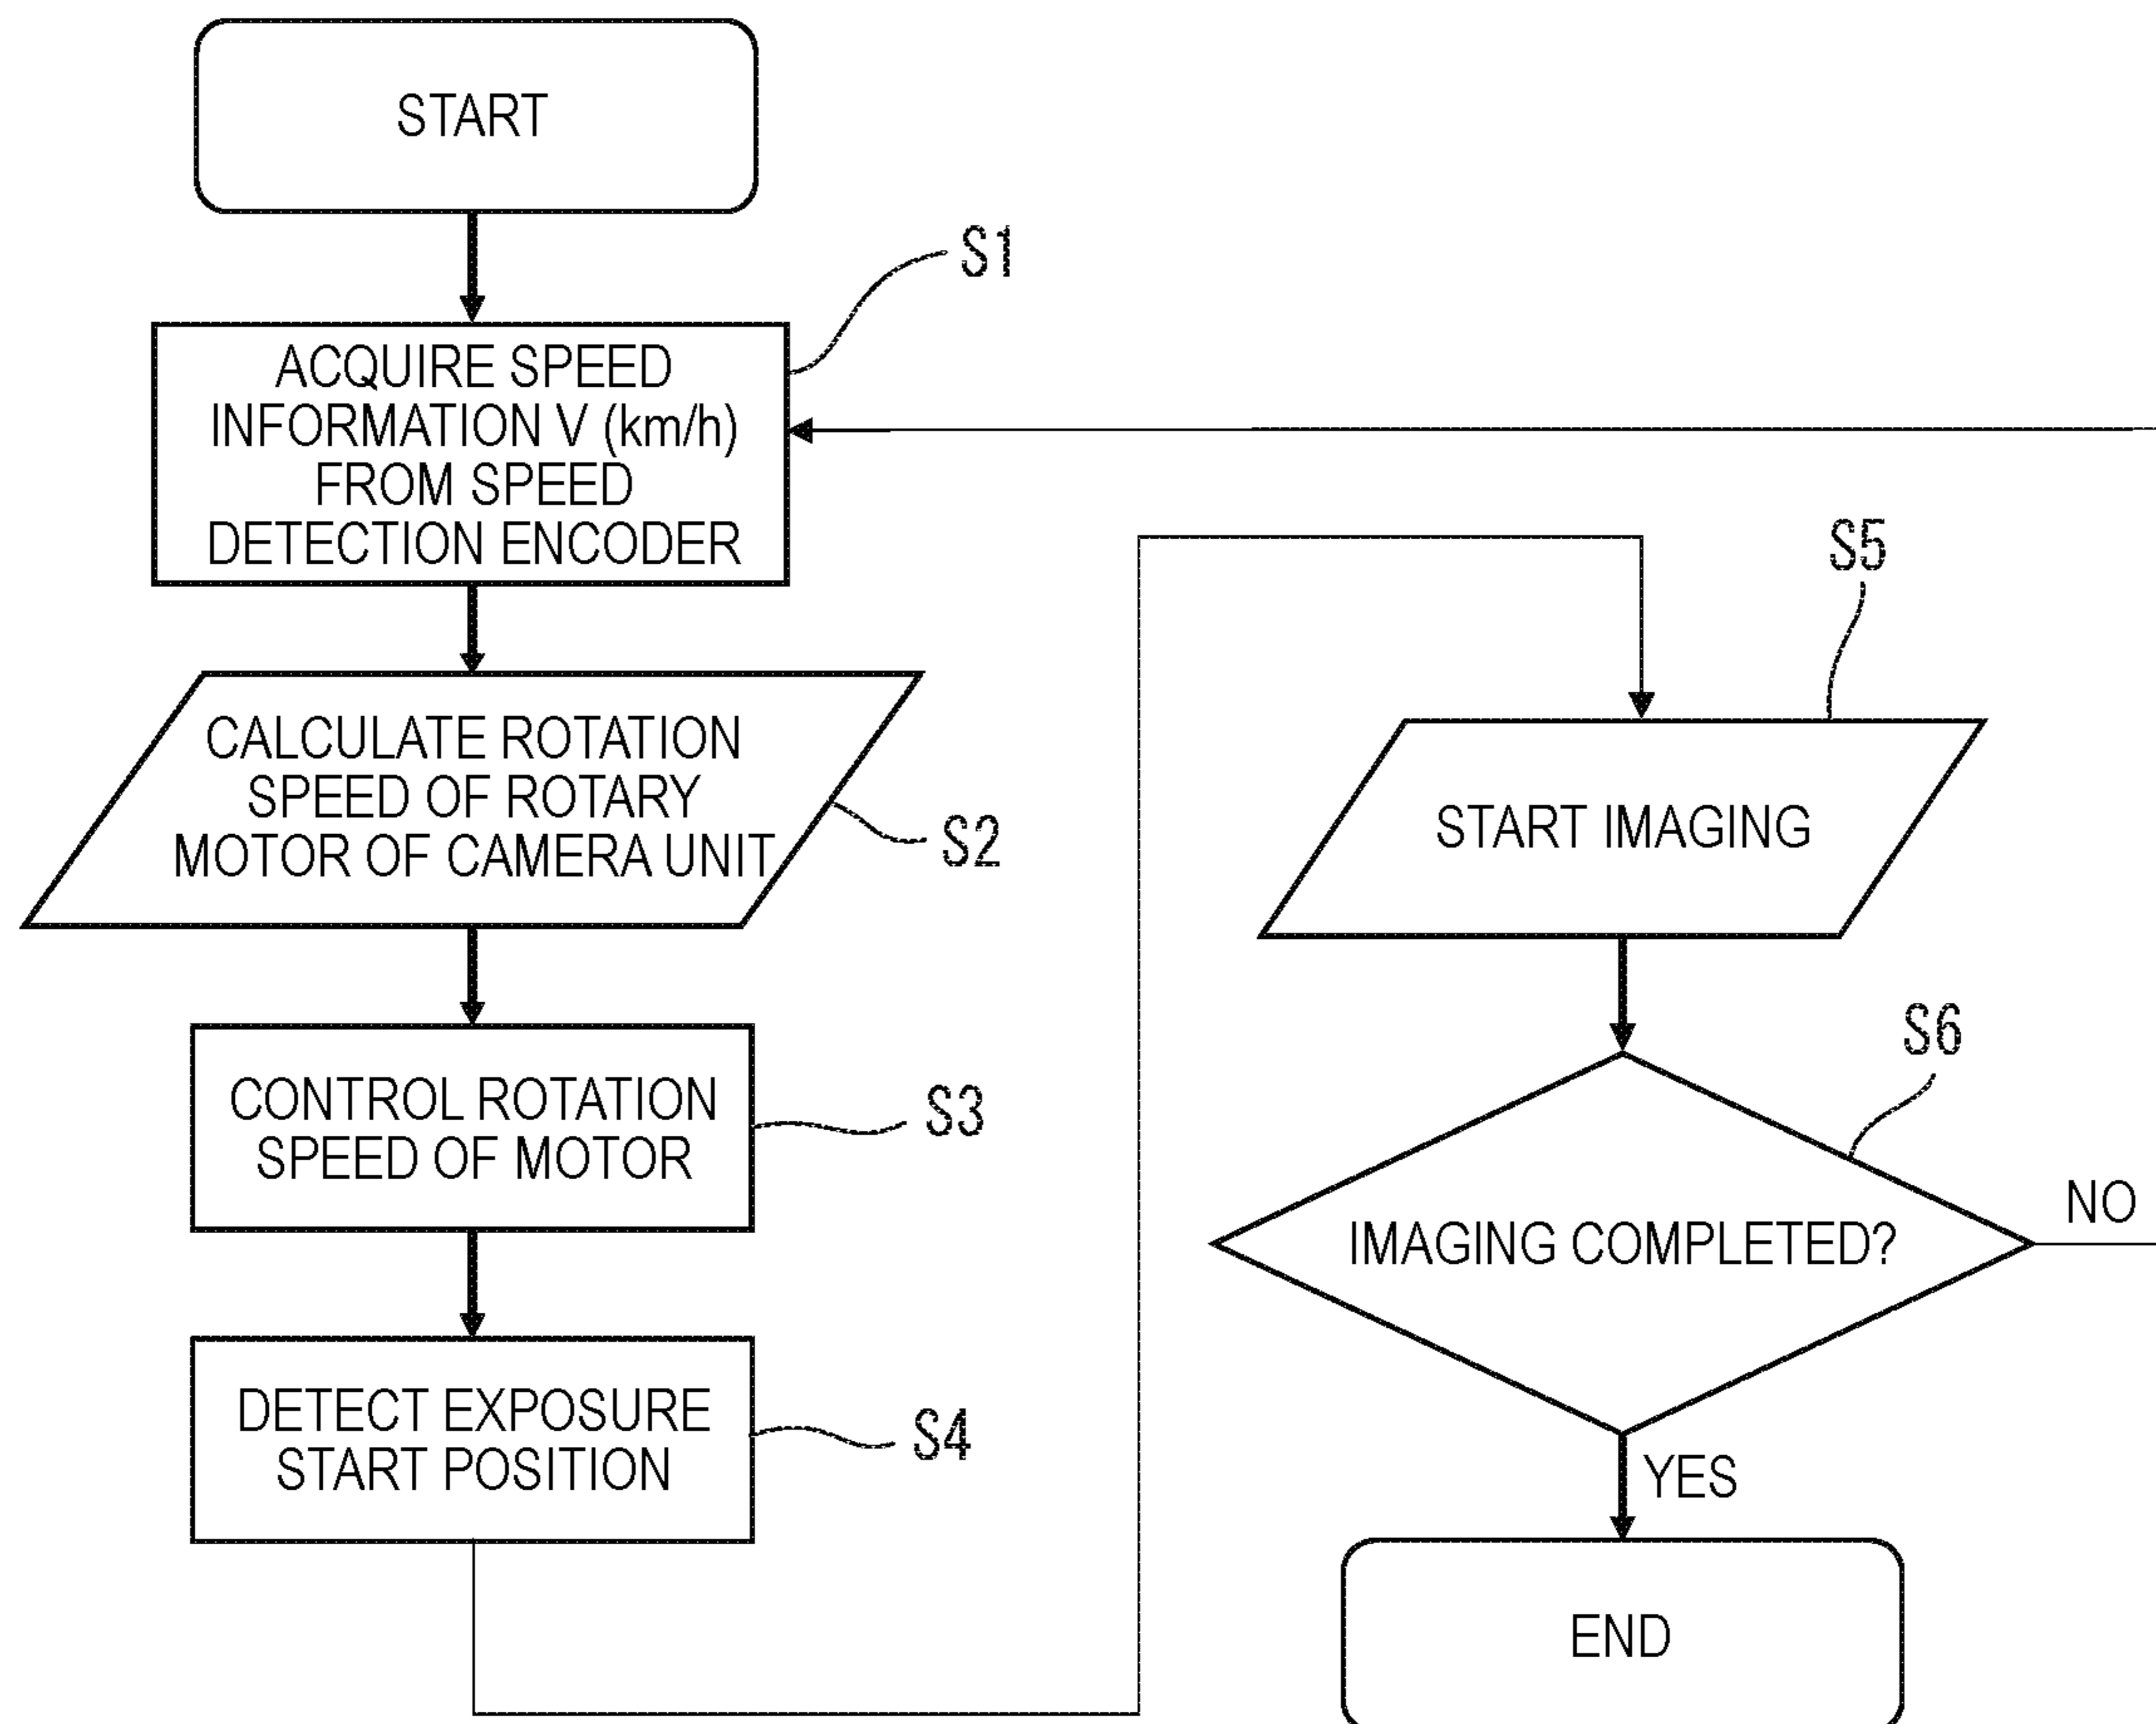 START
S1
ACQUIRE SPEED
INFORMATION V (km/h)
FROM SPEED
DETECTION ENCODER
CALCULATE ROTATION
SPEED OF ROTARY
MOTOR OF CAMERA UNIT
S2
CONTROL ROTATION
SPEED OF MOTOR
S3
DETECT EXPOSURE
START POSITION
S4
S5
START IMAGING
S6
IMAGING COMPLETED?
NO
YES
END